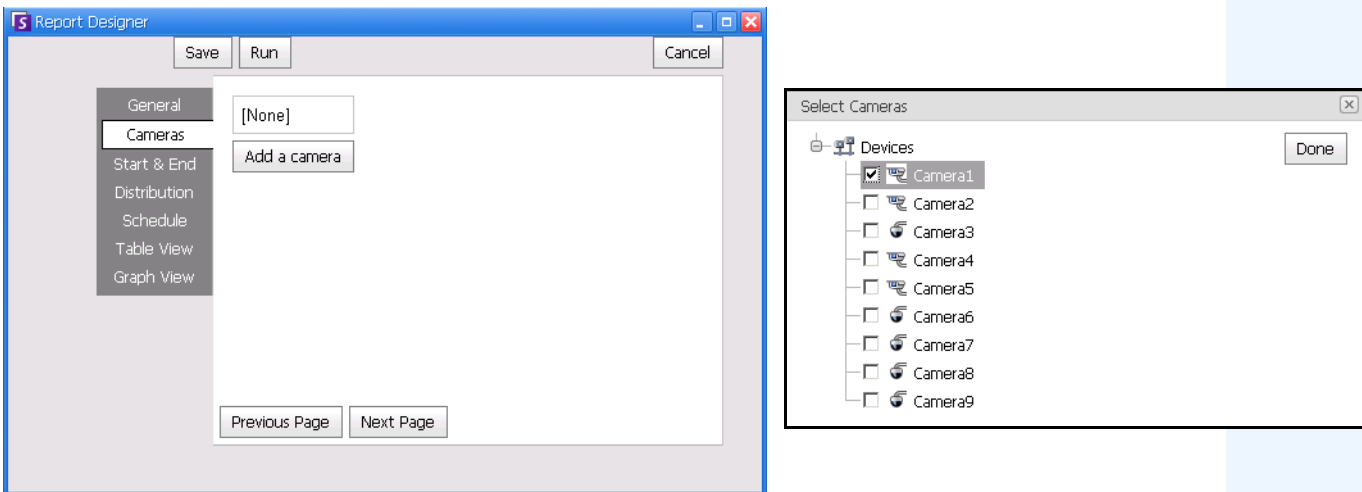 Report Designer
Save
Run
Cancel
General
Cameras
Start & End
Distribution
Schedule
Table View
Graph View
[None]
Add a camera
Previous Page
Next Page
Select Cameras
Done
Devices
Camera1
Camera2
Camera3
Camera4
Camera5
Camera6
Camera7
Camera8
Camera9